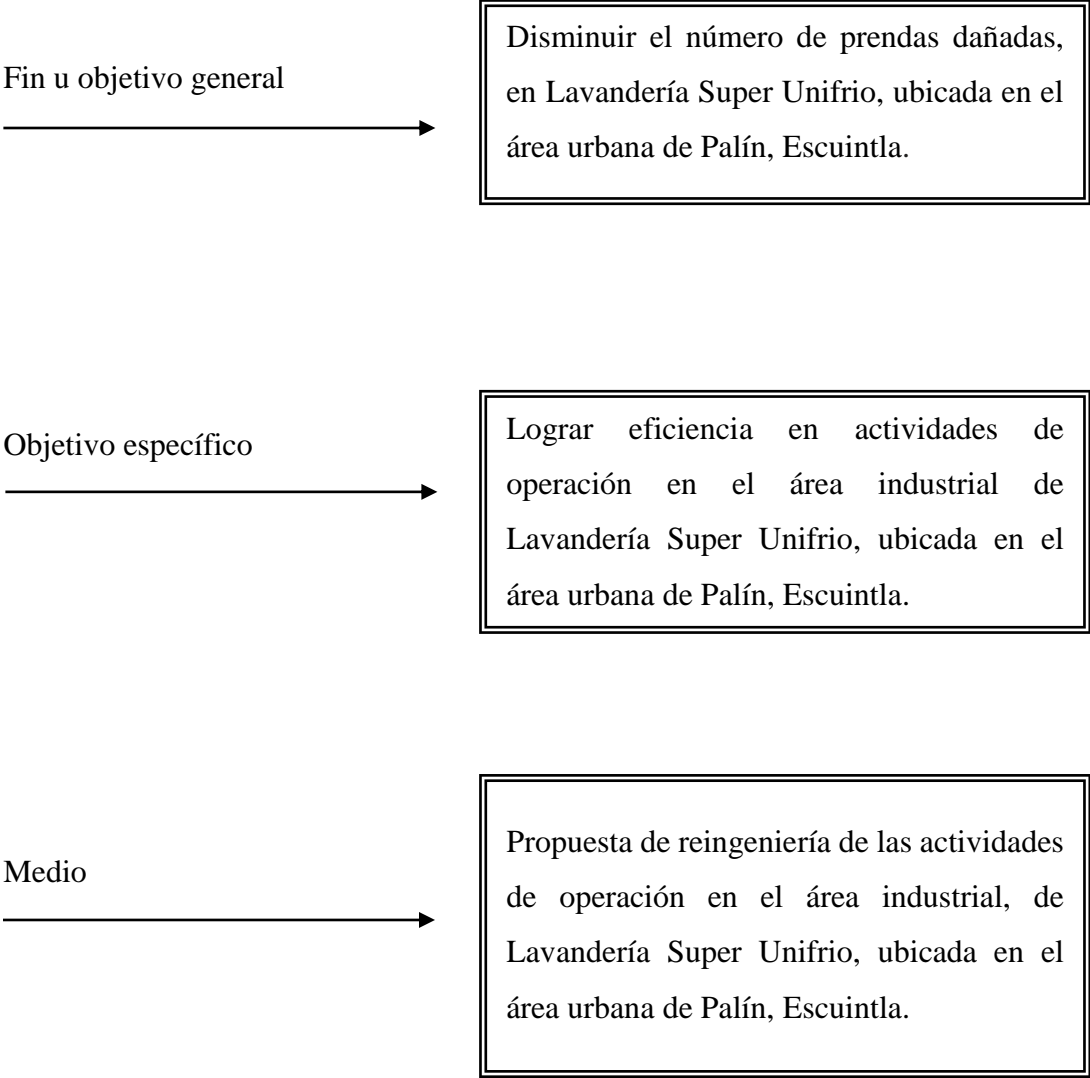 Fin u objetivo general
Disminuir el número de prendas dañadas,
en Lavandería Super Unifrio, ubicada en el
área urbana de Palín, Escuintla.
Objetivo específico
Lograr eficiencia en actividades de
operación en el área industrial de
Lavandería Super Unifrio, ubicada en el
área urbana de Palín, Escuintla.
Medio
Propuesta de reingeniería de las actividades
de operación en el área industrial, de
Lavandería Super Unifrio, ubicada en el
área urbana de Palín, Escuintla.